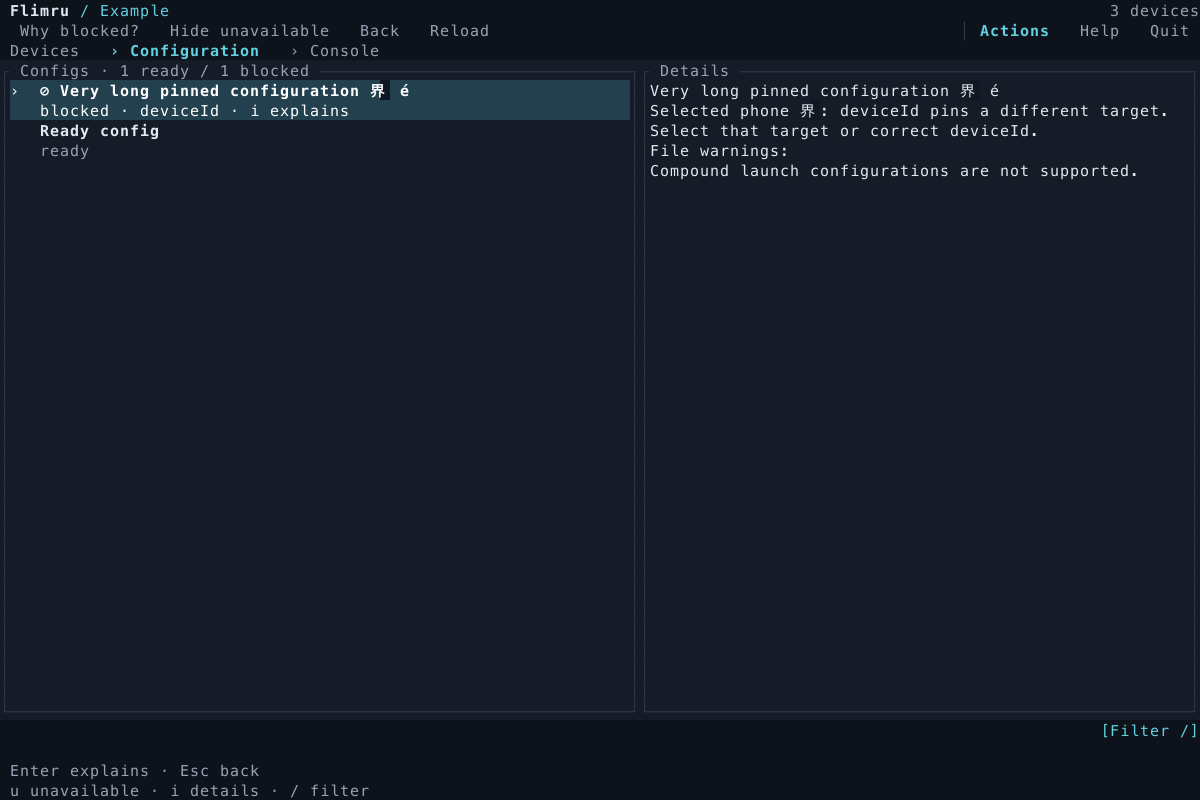 Flimru / Example 3 devices
Why blocked? Hide unavailable Back Reload Actions Help Quit
Devices › Configuration › Console
Configs · 1 ready / 1 blocked
› ⊘ Very long pinned configuration 界 é
blocked · deviceId · i explains
Ready config
ready
Details
Very long pinned configuration 界 é
Selected phone 界: deviceId pins a different target.
Select that target or correct deviceId.
File warnings:
Compound launch configurations are not supported.
[Filter /]
Enter explains · Esc back
u unavailable · i details · / filter